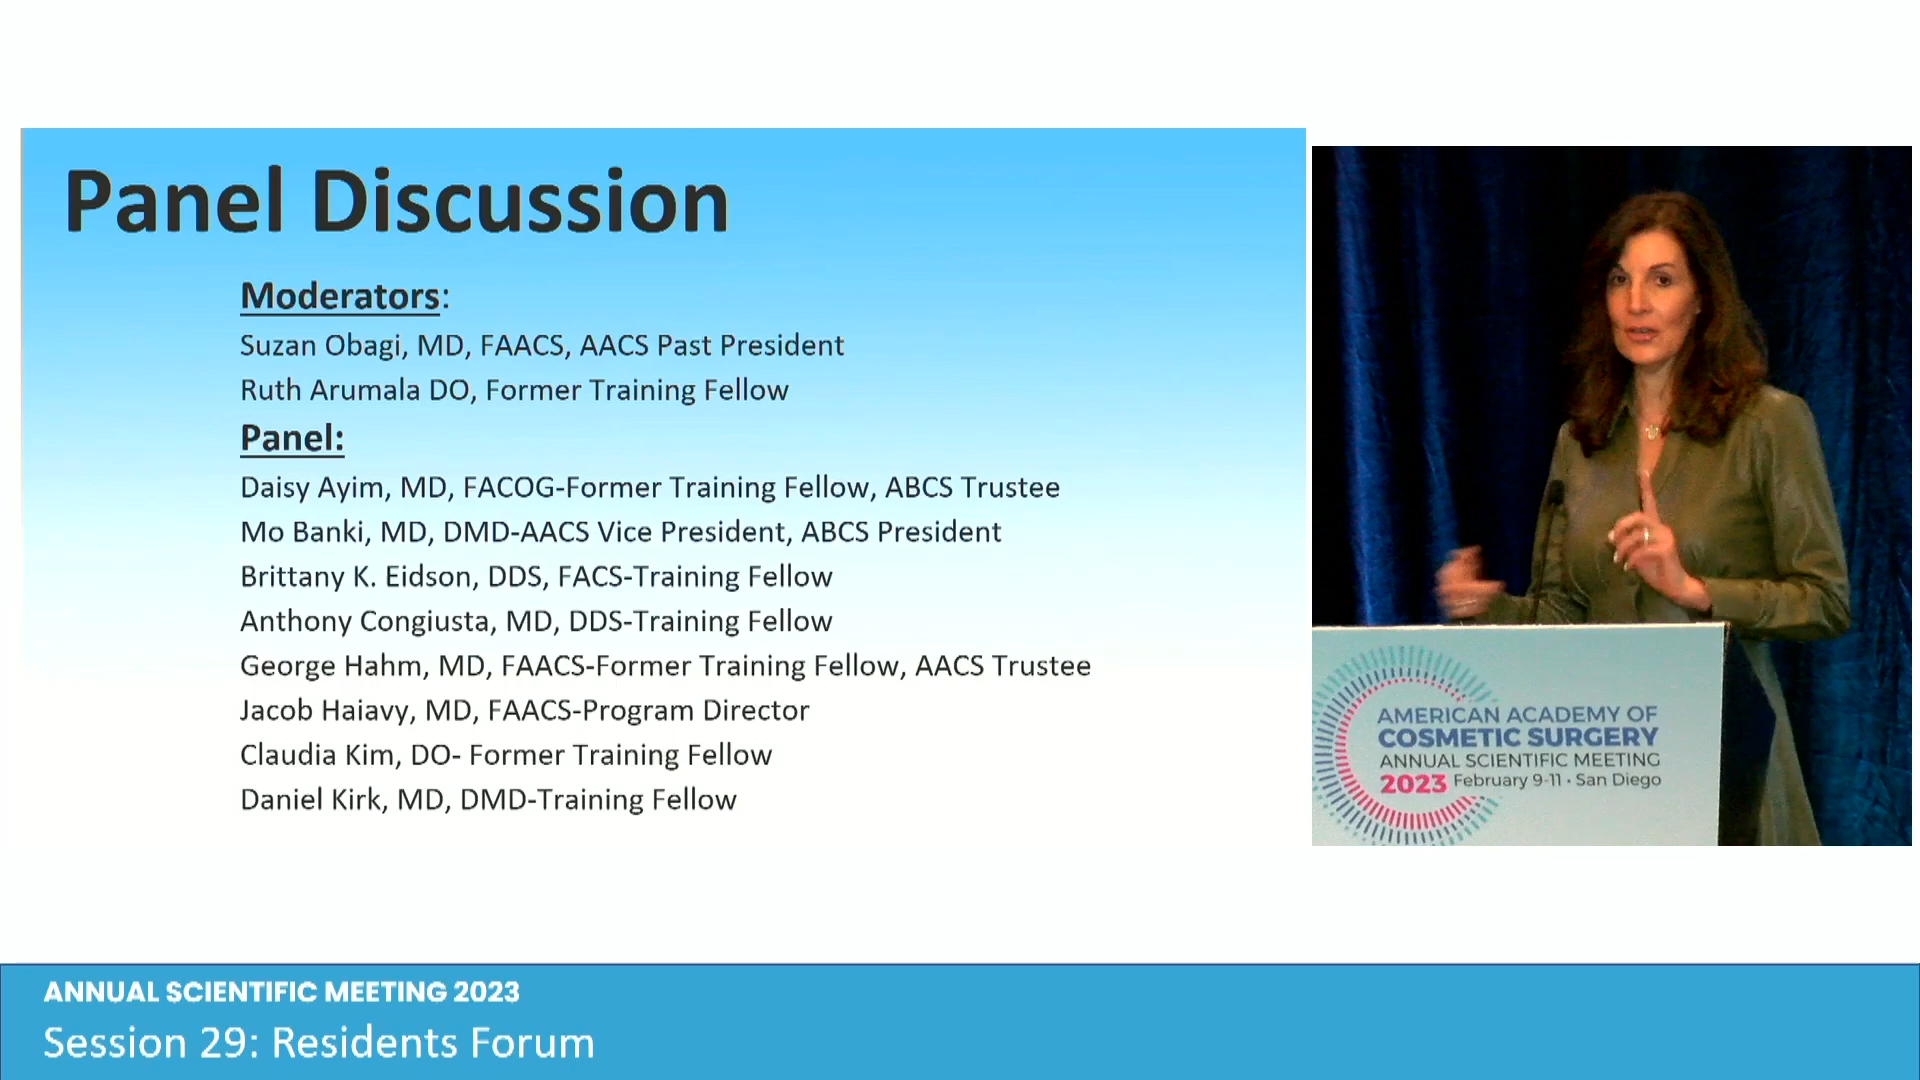 Panel Discussion
Moderators:
Suzan Obagi, MD, FAACS, AACS Past President
Ruth Arumala DO, Former Training Fellow
Panel:
Daisy Ayim, MD, FACOG-Former Training Fellow, ABCS Trustee
Mo Banki, MD, DMD-AACS Vice President, ABCS President
Brittany K. Eidson, DDS, FACS-Training Fellow
Anthony Congiusta, MD, DDS-Training Fellow
George Hahm, MD, FAACS-Former Training Fellow, AACS Trustee
Jacob Haiavy, MD, FAACS-Program Director
Claudia Kim, DO- Former Training Fellow
Daniel Kirk, MD, DMD-Training Fellow
AMERICAN ACADEMY OF
COSMETIC SURGERY
ANNUAL SCIENTIFIC MEETING
2023 February 9-11 • San Diego
ANNUAL SCIENTIFIC MEETING 2023
Session 29: Residents Forum